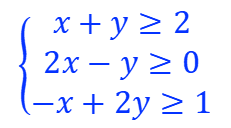 x + y ≥ 2
2x − y ≥ 0
−x + 2y ≥ 1